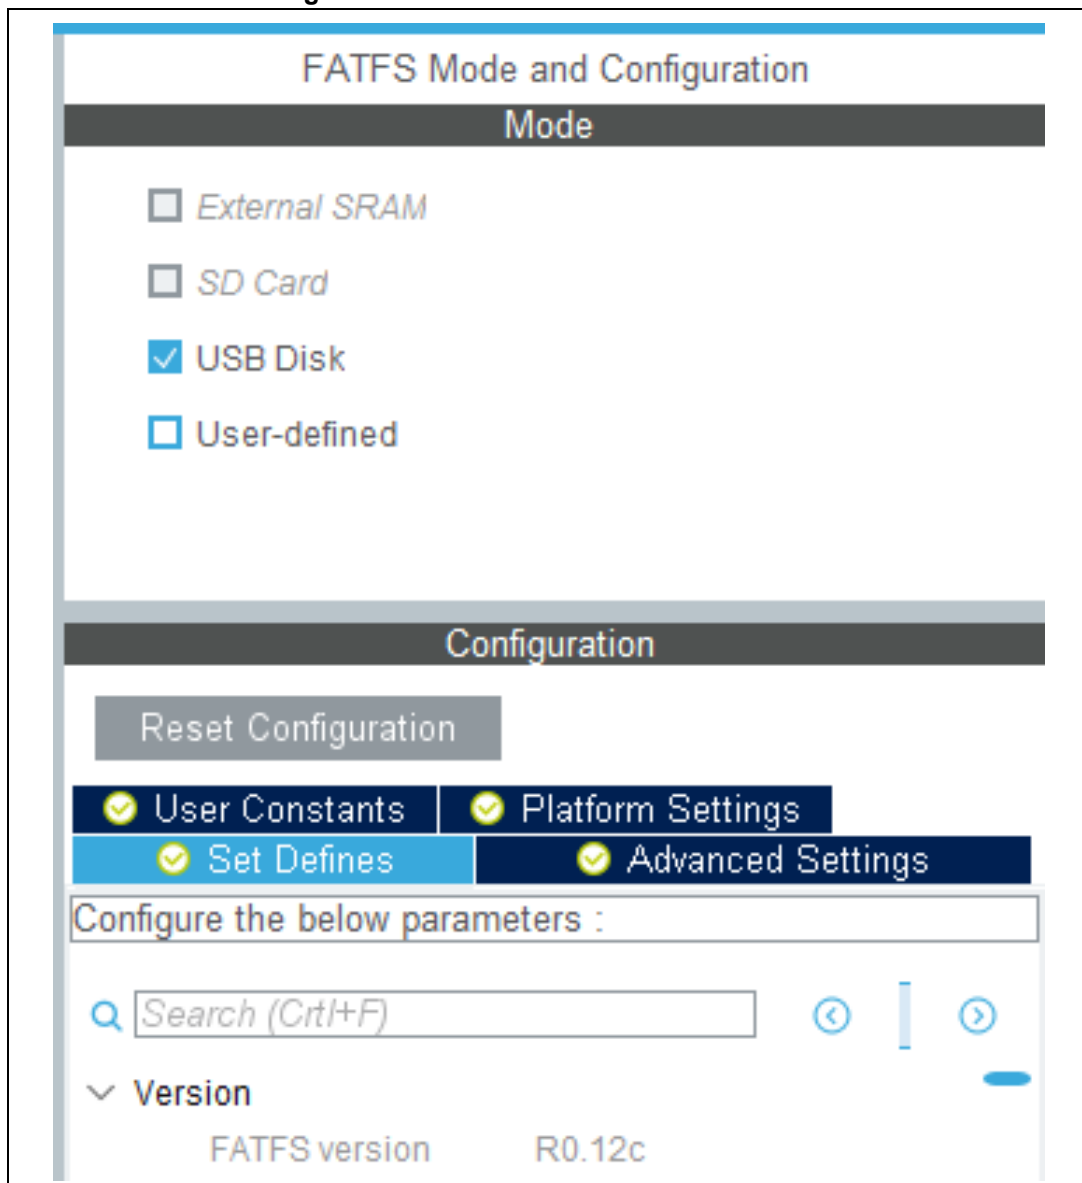 FATFS Mode and Configuration
Mode
External SRAM
SD Card
USB Disk
User-defined
Configuration
Reset Configuration
User Constants Platform Settings
Set Defines Advanced Settings
Configure the below parameters :
Search (Crtl+F)
Version
FATFS version R0.12c